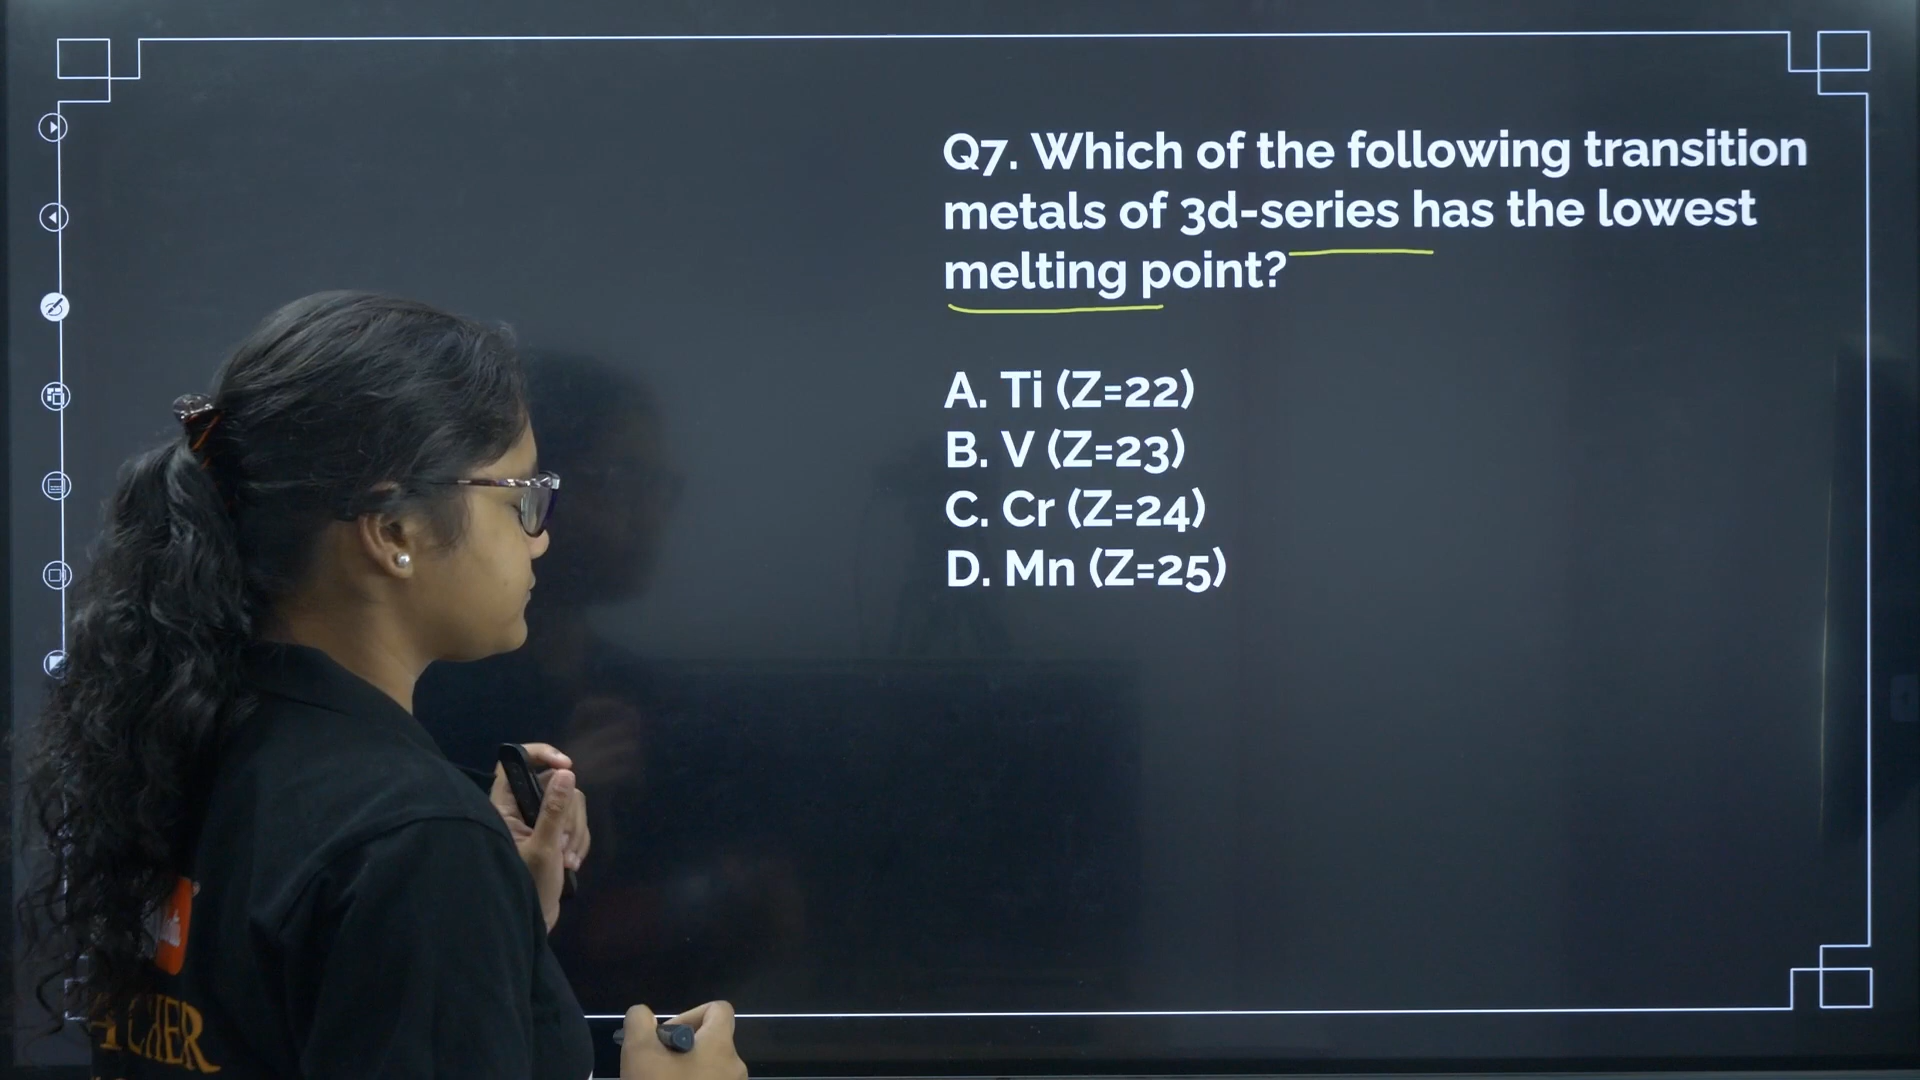 Q7. Which of the following transition
metals of 3d-series has the lowest
melting point?
A. Ti (Z=22)
B. V (Z=23)
C. Cr (Z=24)
D. Mn (Z=25)